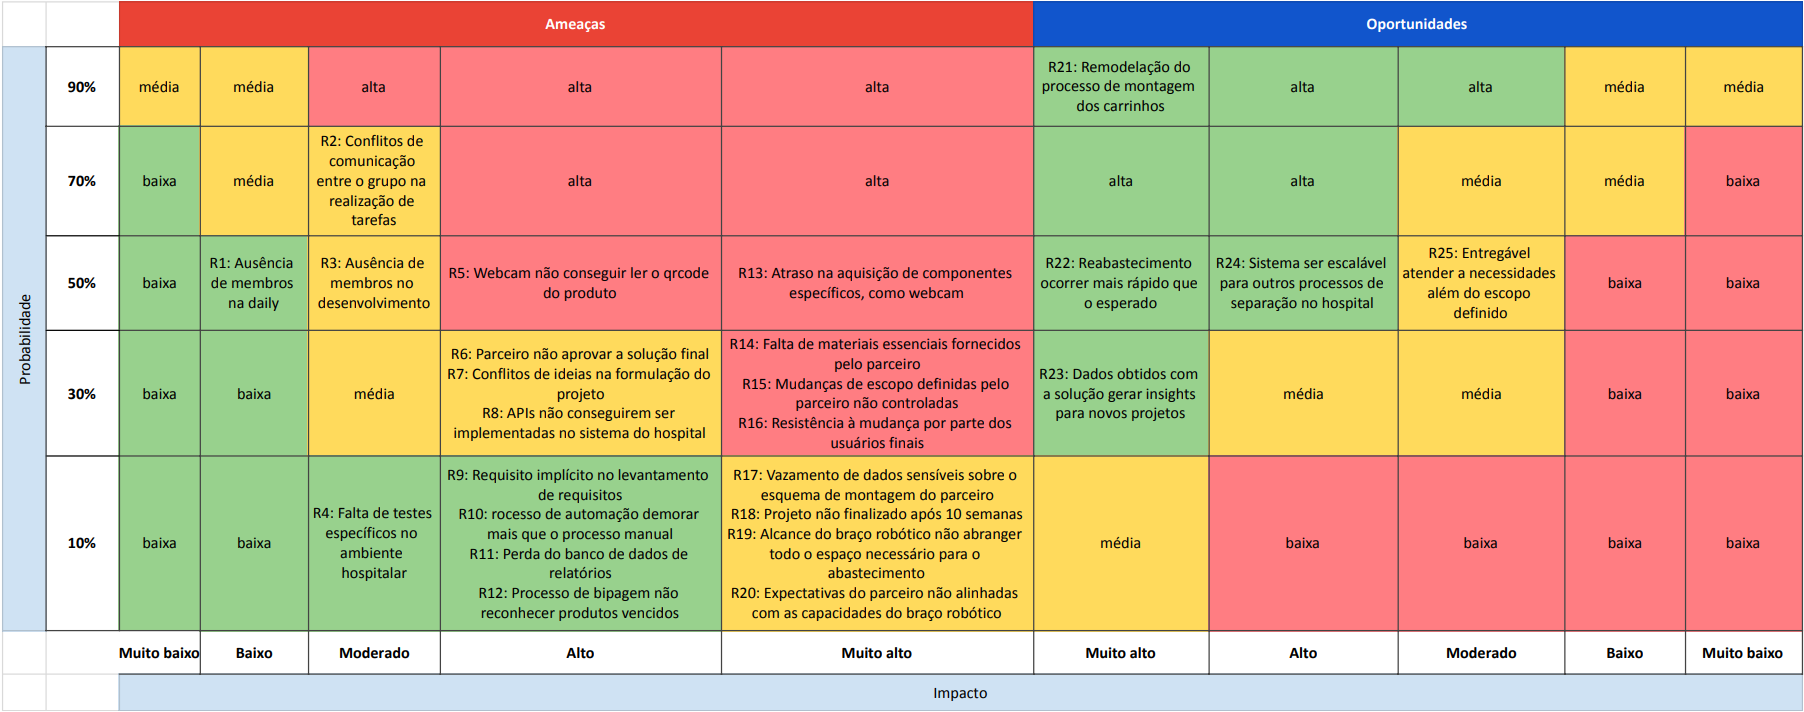 Ameaças
Oportunidades
Probabilidade
90%
média
média
alta
alta
alta
R21: Remodelação do
processo de montagem
dos carrinhos
alta
alta
média
média
70%
baixa
média
R2: Conflitos de
comunicação
entre o grupo na
realização de
tarefas
alta
alta
alta
alta
média
média
baixa
50%
baixa
R1: Ausência
de membros
na daily
R3: Ausência de
membros no
desenvolvimento
R5: Webcam não conseguir ler o qrcode
do produto
R13: Atraso na aquisição de componentes
específicos, como webcam
R22: Reabastecimento
ocorrer mais rápido que
o esperado
R24: Sistema ser escalável
para outros processos de
separação no hospital
R25: Entregável
atender a necessidades
além do escopo
definido
baixa
baixa
30%
baixa
baixa
média
R6: Parceiro não aprovar a solução final
R7: Conflitos de ideias na formulação do
projeto
R8: APIs não conseguirem ser
implementadas no sistema do hospital
R14: Falta de materiais essenciais fornecidos
pelo parceiro
R15: Mudanças de escopo definidas pelo
parceiro não controladas
R16: Resistência à mudança por parte dos
usuários finais
R23: Dados obtidos com
a solução gerar insights
para novos projetos
média
média
baixa
baixa
10%
baixa
baixa
R4: Falta de testes
específicos no
ambiente
hospitalar
R9: Requisito implícito no levantamento
de requisitos
R10: rocesso de automação demorar
mais que o processo manual
R11: Perda do banco de dados de
relatórios
R12: Processo de bipagem não
reconhecer produtos vencidos
R17: Vazamento de dados sensíveis sobre o
esquema de montagem do parceiro
R18: Projeto não finalizado após 10 semanas
R19: Alcance do braço robótico não abranger
todo o espaço necessário para o
abastecimento
R20: Expectativas do parceiro não alinhadas
com as capacidades do braço robótico
média
baixa
baixa
baixa
baixa
Muito baixo
Baixo
Moderado
Alto
Muito alto
Muito alto
Alto
Moderado
Baixo
Muito baixo
Impacto